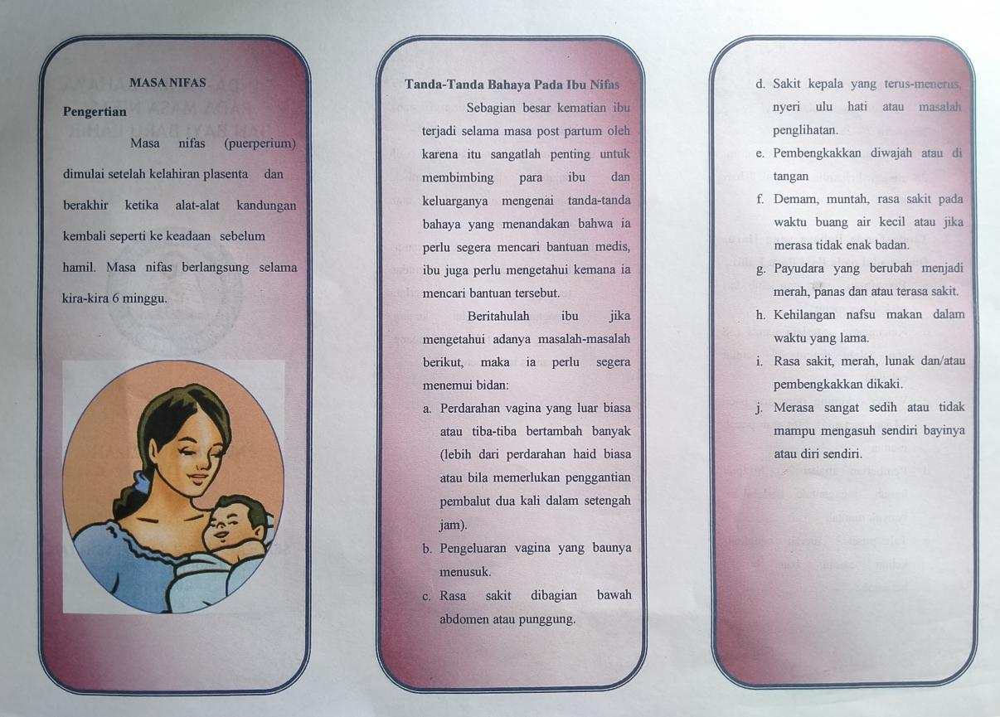 MASA NIFAS
Pengertian
Masa nifas (puerperium)
dimulai setelah kelahiran plasenta dan
berakhir ketika alat-alat kandungan
kembali seperti ke keadaan sebelum
hamil. Masa nifas berlangsung selama
kira-kira 6 minggu.
Tanda-Tanda Bahaya Pada Ibu Nifas
Sebagian besar kematian ibu
terjadi selama masa post partum oleh
karena itu sangatlah penting untuk
membimbing para ibu dan
keluarganya mengenai tanda-tanda
bahaya yang menandakan bahwa ia
perlu segera mencari bantuan medis,
ibu juga perlu mengetahui kemana ia
mencari bantuan tersebut.
Beritahulah ibu jika
mengetahui adanya masalah-masalah
berikut, maka ia perlu segera
menemui bidan:
a. Perdarahan vagina yang luar biasa
atau tiba-tiba bertambah banyak
(lebih dari perdarahan haid biasa
atau bila memerlukan penggantian
pembalut dua kali dalam setengah
jam).
b. Pengeluaran vagina yang baunya
menusuk.
c. Rasa sakit dibagian bawah
abdomen atau punggung.
d. Sakit kepala yang terus-menerus,
nyeri ulu hati atau masalah
penglihatan.
e. Pembengkakkan diwajah atau di
tangan
f. Demam, muntah, rasa sakit pada
waktu buang air kecil atau jika
merasa tidak enak badan.
g. Payudara yang berubah menjadi
merah, panas dan atau terasa sakit.
h. Kehilangan nafsu makan dalam
waktu yang lama.
i. Rasa sakit, merah, lunak dan/atau
pembengkakkan dikaki.
j. Merasa sangat sedih atau tidak
mampu mengasuh sendiri bayinya
atau diri sendiri.